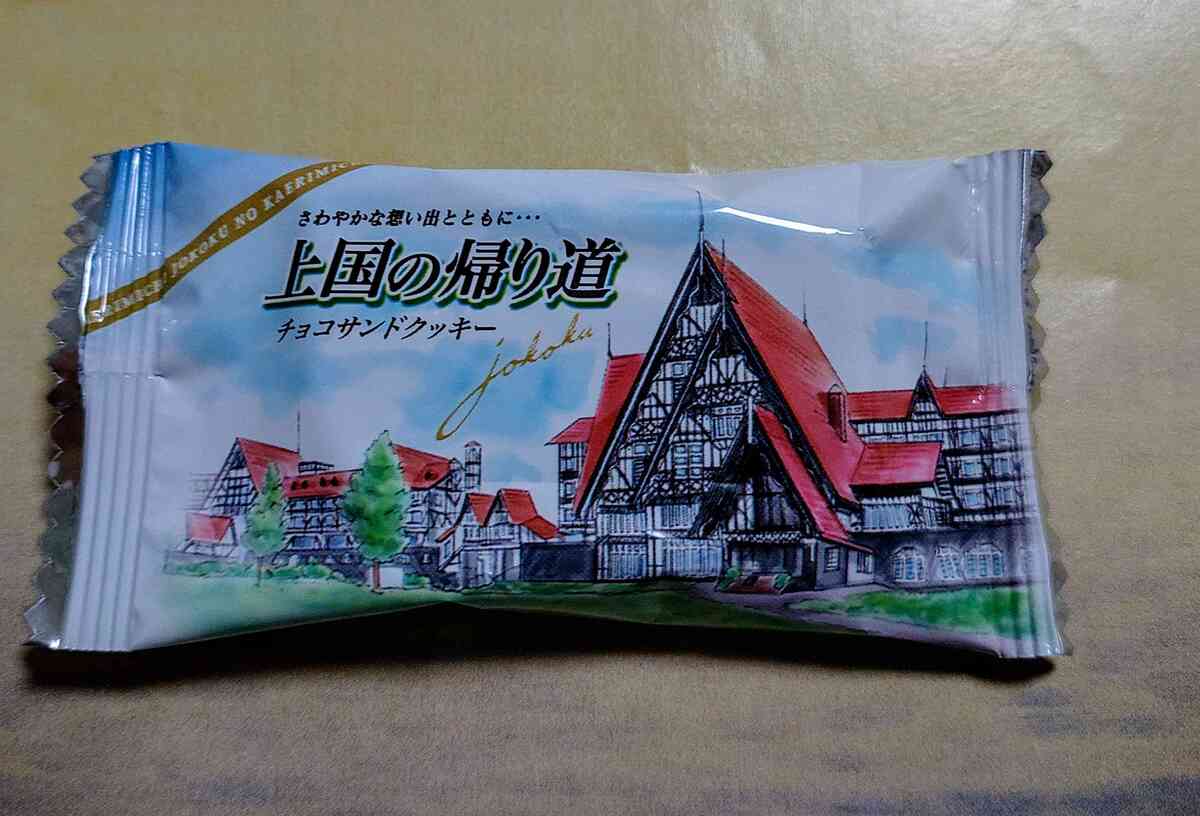 JOKOKU NO KAERIMIC
さわやかな想い出とともに・・・
上国の帰り道
チョコサンドクッキー
jokoku